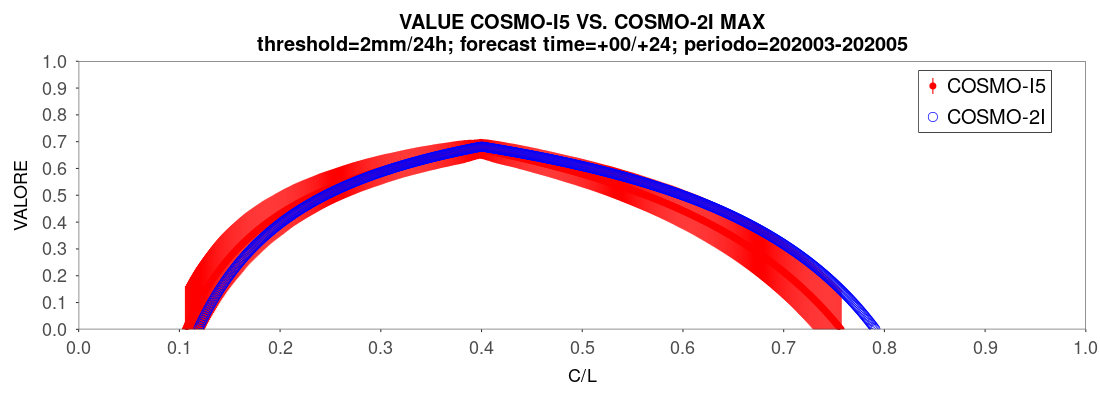 VALUE COSMO-I5 VS. COSMO-2I MAX
threshold=2mm/24h; forecast time=+00/+24; periodo=202003-202005
COSMO-I5
COSMO-2I
VALORE
1.0
0.9
0.8
0.7
0.6
0.5
0.4
0.3
0.2
0.1
0.0
0.0 0.1 0.2 0.3 0.4 0.5 0.6 0.7 0.8 0.9 1.0
C/L